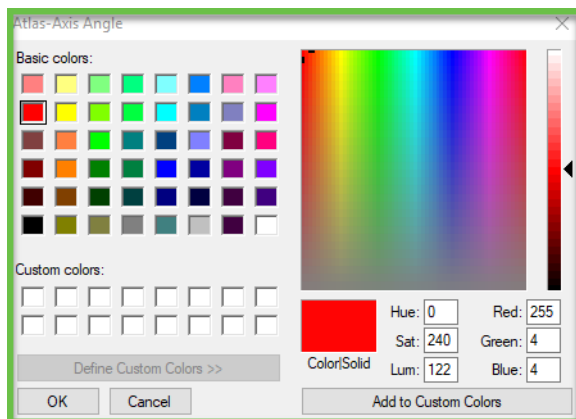 Atlas-Axis Angle
Basic colors:
Custom colors:
Define Custom Colors >>
OK Cancel
Color|Solid
Hue: 0 Red: 255
Sat: 240 Green: 4
Lum: 122 Blue: 4
Add to Custom Colors